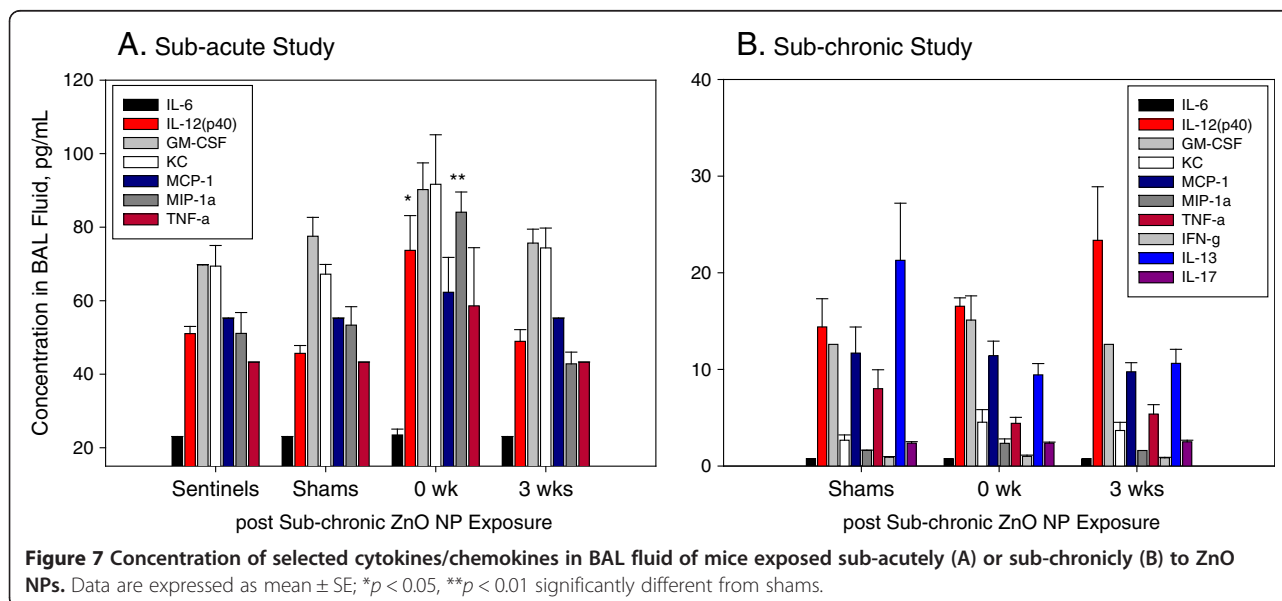 A. Sub-acute Study
120
100
80
60
40
20
Concentration in BAL Fluid, pg/mL
IL-6
IL-12(p40)
GM-CSF
KC
MCP-1
MIP-1a
TNF-a
*
**
Sentinels Shams 0 wk 3 wks
post Sub-chronic ZnO NP Exposure
B. Sub-chronic Study
40
30
20
10
0
IL-6
IL-12(p40)
GM-CSF
KC
MCP-1
MIP-1a
TNF-a
IFN-g
IL-13
IL-17
Shams 0 wk 3 wks
post Sub-chronic ZnO NP Exposure
Figure 7 Concentration of selected cytokines/chemokines in BAL fluid of mice exposed sub-acutely (A) or sub-chronicly (B) to ZnO
NPs. Data are expressed as mean ± SE; *p < 0.05, **p < 0.01 significantly different from shams.